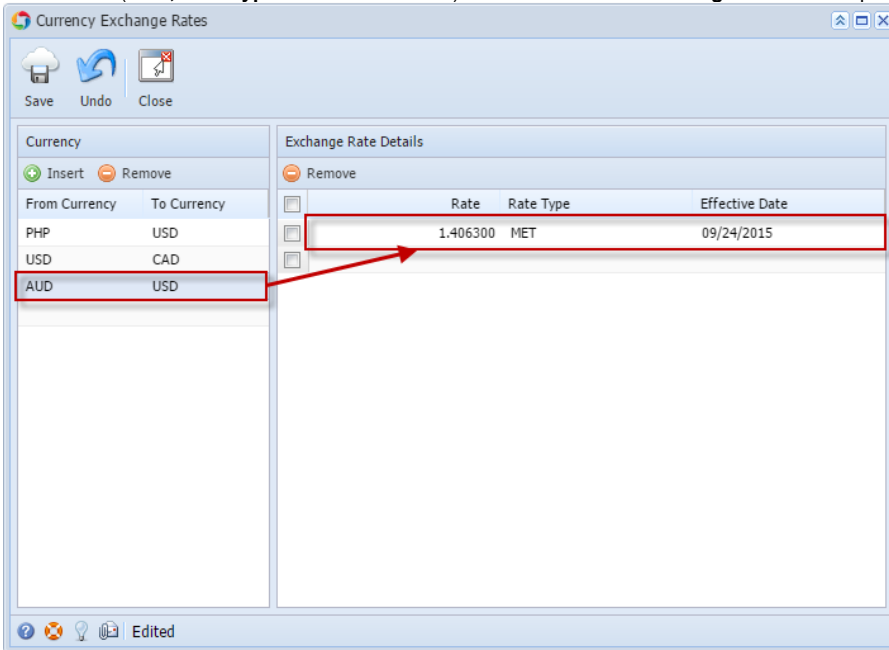 Currency Exchange Rates
Save Undo Close
Currency
Insert Remove
From Currency To Currency
PHP USD
USD CAD
AUD USD
Exchange Rate Details
Remove
Rate Rate Type Effective Date
1.406300 MET 09/24/2015
Edited